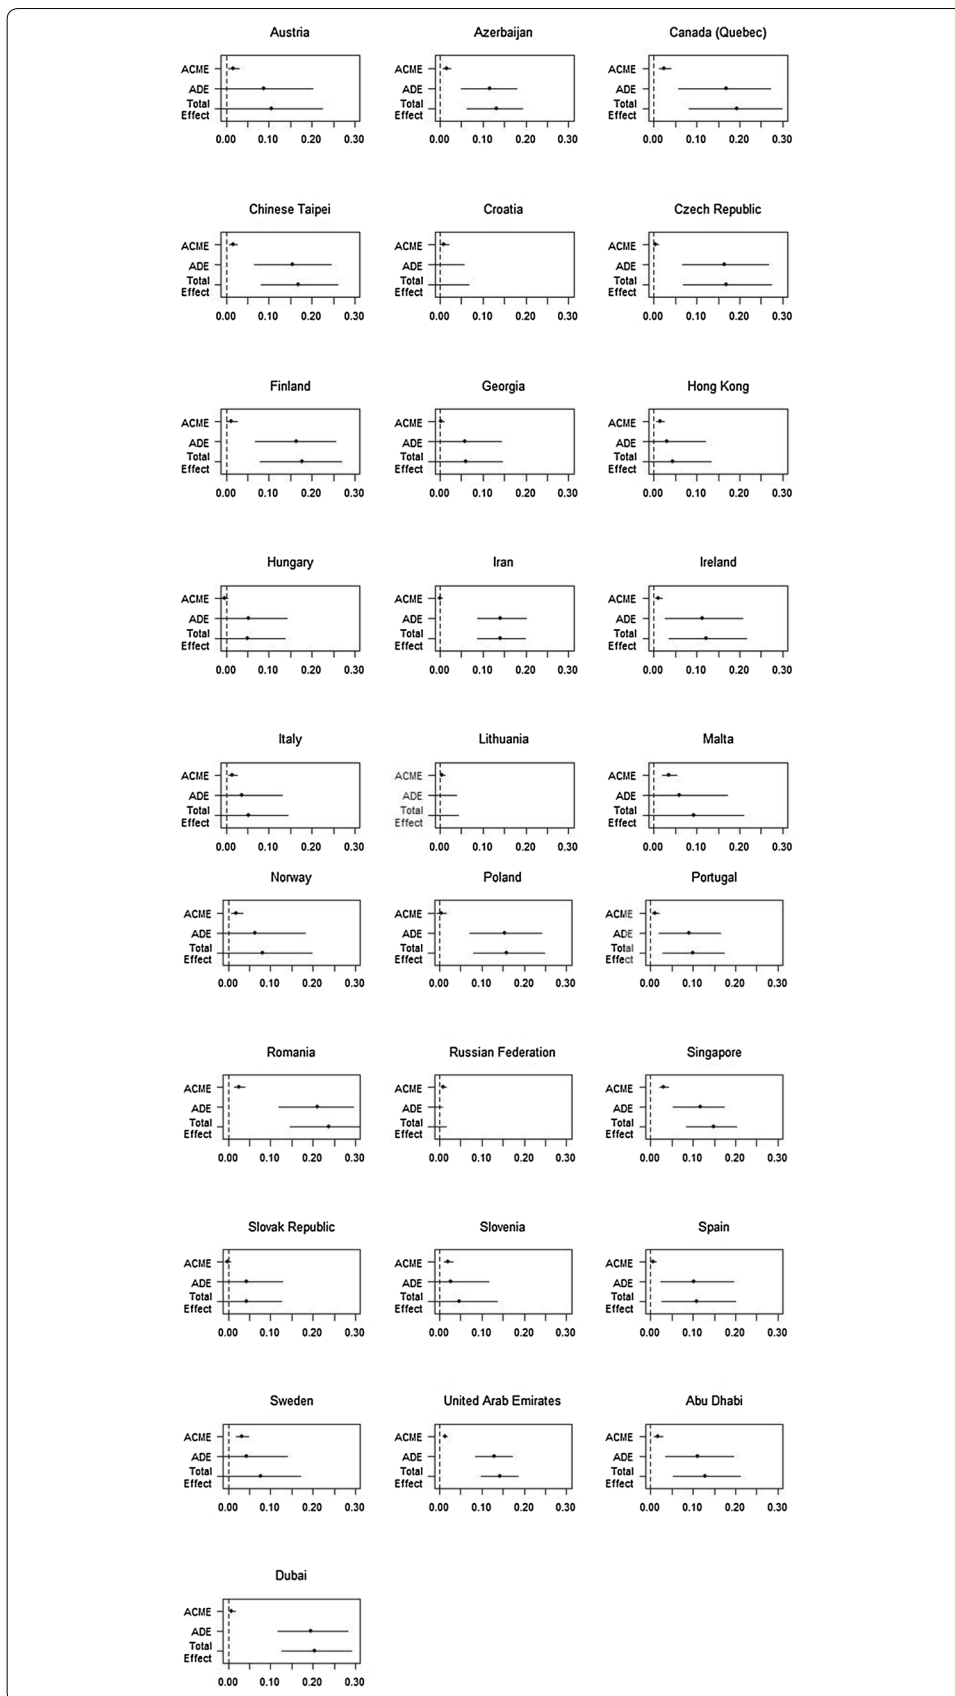 Austria Azerbaijan Canada (Quebec)
ACME ACME ACME
ADE ADE ADE
Total Total Total
Effect Effect Effect
0.00 0.10 0.20 0.30 0.00 0.10 0.20 0.30 0.00 0.10 0.20 0.30
Chinese Taipei Croatia Czech Republic
ACME ACME ACME
ADE ADE ADE
Total Total Total
Effect Effect Effect
0.00 0.10 0.20 0.30 0.00 0.10 0.20 0.30 0.00 0.10 0.20 0.30
Finland Georgia Hong Kong
ACME ACME ACME
ADE ADE ADE
Total Total Total
Effect Effect Effect
0.00 0.10 0.20 0.30 0.00 0.10 0.20 0.30 0.00 0.10 0.20 0.30
Hungary Iran Ireland
ACME ACME ACME
ADE ADE ADE
Total Total Total
Effect Effect Effect
0.00 0.10 0.20 0.30 0.00 0.10 0.20 0.30 0.00 0.10 0.20 0.30
Italy Lithuania Malta
ACME ACME ACME
ADE ADE ADE
Total Total Total
Effect Effect Effect
0.00 0.10 0.20 0.30 0.00 0.10 0.20 0.30 0.00 0.10 0.20 0.30
Norway Poland Portugal
ACME ACME ACME
ADE ADE ADE
Total Total Total
Effect Effect Effect
0.00 0.10 0.20 0.30 0.00 0.10 0.20 0.30 0.00 0.10 0.20 0.30
Romania Russian Federation Singapore
ACME ACME ACME
ADE ADE ADE
Total Total Total
Effect Effect Effect
0.00 0.10 0.20 0.30 0.00 0.10 0.20 0.30 0.00 0.10 0.20 0.30
Slovak Republic Slovenia Spain
ACME ACME ACME
ADE ADE ADE
Total Total Total
Effect Effect Effect
0.00 0.10 0.20 0.30 0.00 0.10 0.20 0.30 0.00 0.10 0.20 0.30
Sweden United Arab Emirates Abu Dhabi
ACME ACME ACME
ADE ADE ADE
Total Total Total
Effect Effect Effect
0.00 0.10 0.20 0.30 0.00 0.10 0.20 0.30 0.00 0.10 0.20 0.30
Dubai
ACME
ADE
Total
Effect
0.00 0.10 0.20 0.30